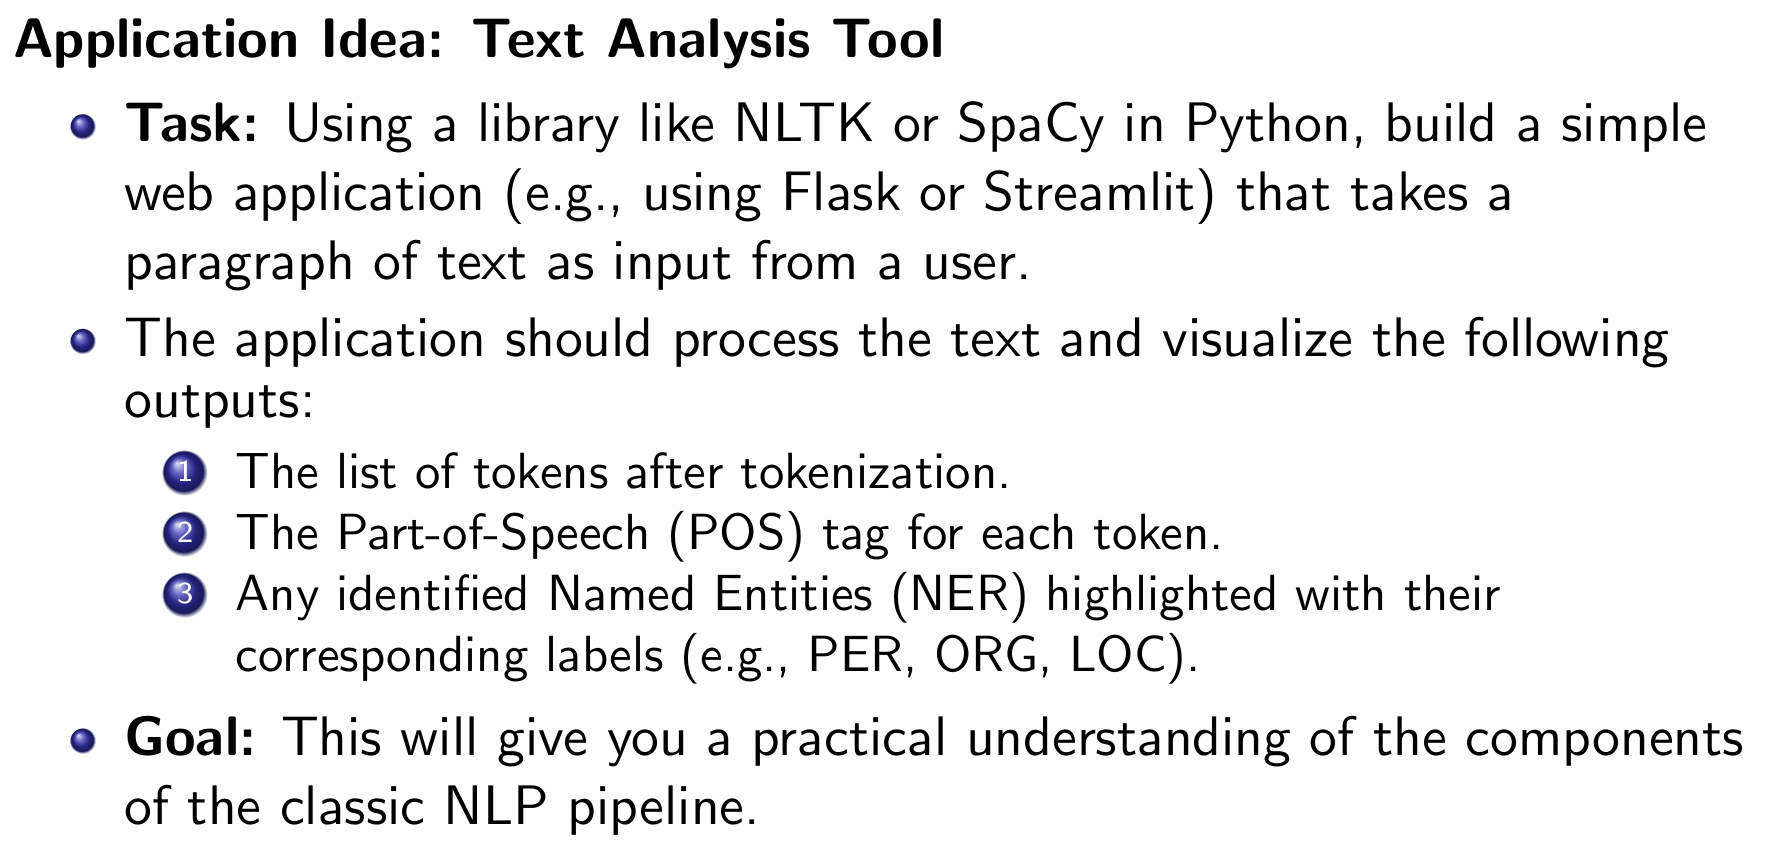 Application Idea: Text Analysis Tool
Task: Using a library like NLTK or SpaCy in Python, build a simple
web application (e.g., using Flask or Streamlit) that takes a
paragraph of text as input from a user.
The application should process the text and visualize the following
outputs:
1 The list of tokens after tokenization.
2 The Part-of-Speech (POS) tag for each token.
3 Any identified Named Entities (NER) highlighted with their
corresponding labels (e.g., PER, ORG, LOC).
Goal: This will give you a practical understanding of the components
of the classic NLP pipeline.